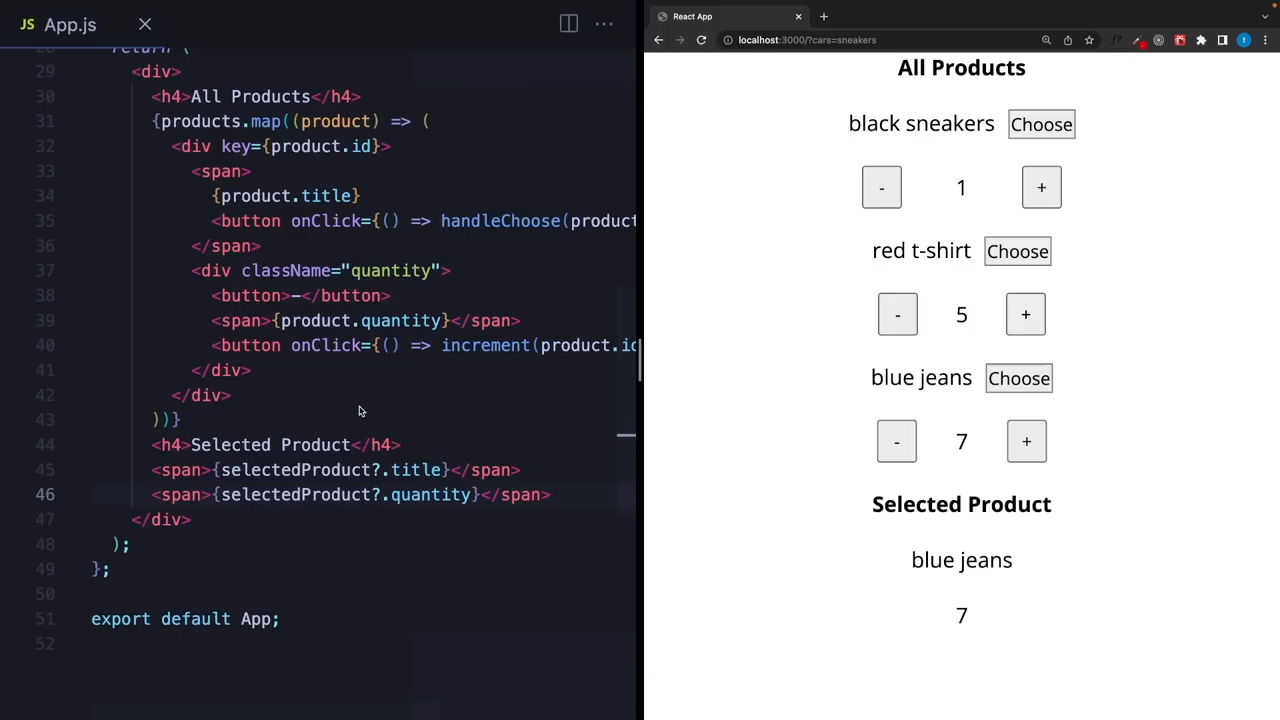 JS App.js
28 return (
29 <div>
30 <h4>All Products</h4>
31 {products.map((product) => (
32 <div key={product.id}>
33 <span>
34 {product.title}
35 <button onClick={() => handleChoose(product
36 </span>
37 <div className="quantity">
38 <button>-</button>
39 <span>{product.quantity}</span>
40 <button onClick={() => increment(product.id
41 </div>
42 </div>
43 ))}
44 <h4>Selected Product</h4>
45 <span>{selectedProduct?.title}</span>
46 <span>{selectedProduct?.quantity}</span>
47 </div>
48 );
49 };
50
51 export default App;
52
React App
localhost:3000/?cars=sneakers
All Products
black sneakers Choose
- 1 +
red t-shirt Choose
- 5 +
blue jeans Choose
- 7 +
Selected Product
blue jeans
7